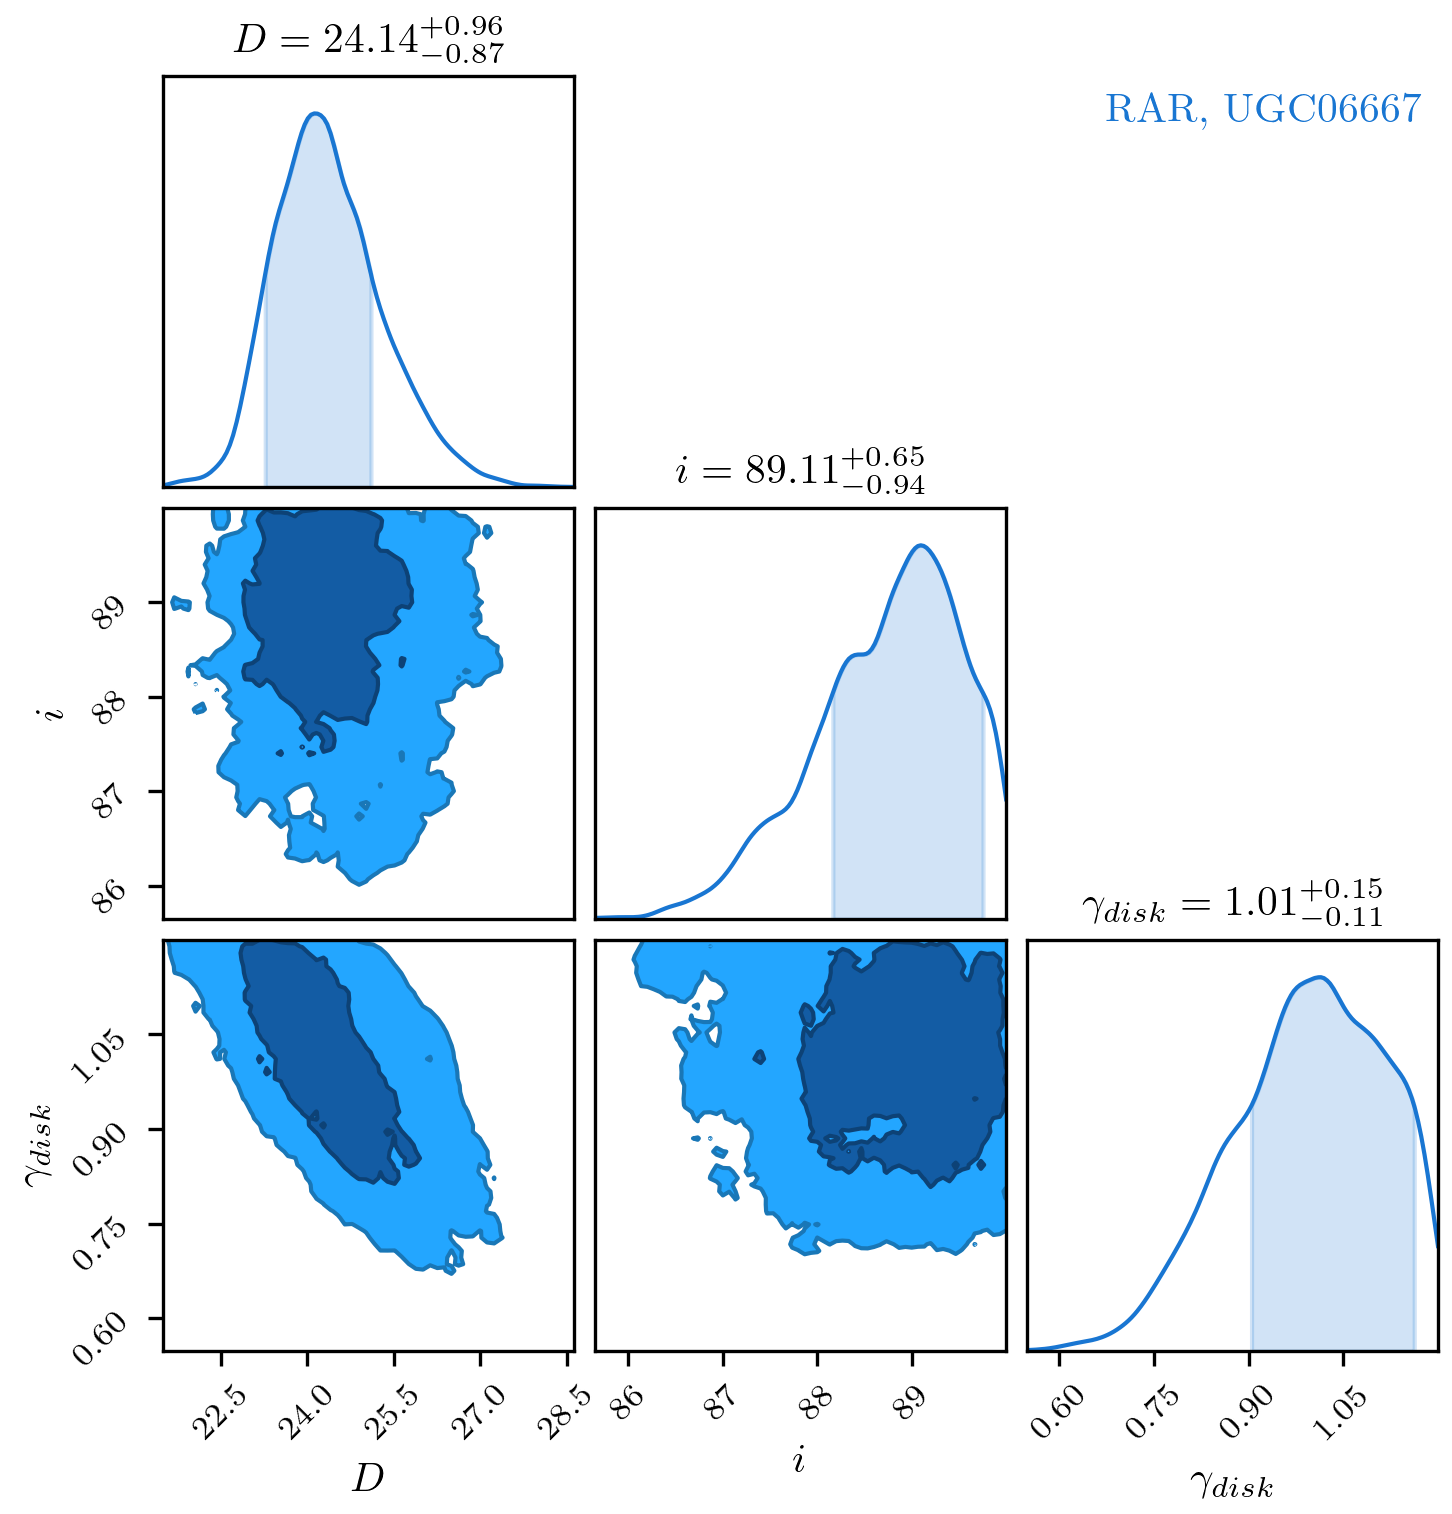 D = 24.14^{+0.96}_{-0.87}
RAR, UGC06667
i = 89.11^{+0.65}_{-0.94}
89
88
87
86
i
γ_{disk} = 1.01^{+0.15}_{-0.11}
1.05
0.90
0.75
0.60
γ_{disk}
22.5 24.0 25.5 27.0 28.5
86 87 88 89
0.60 0.75 0.90 1.05
D
i
γ_{disk}